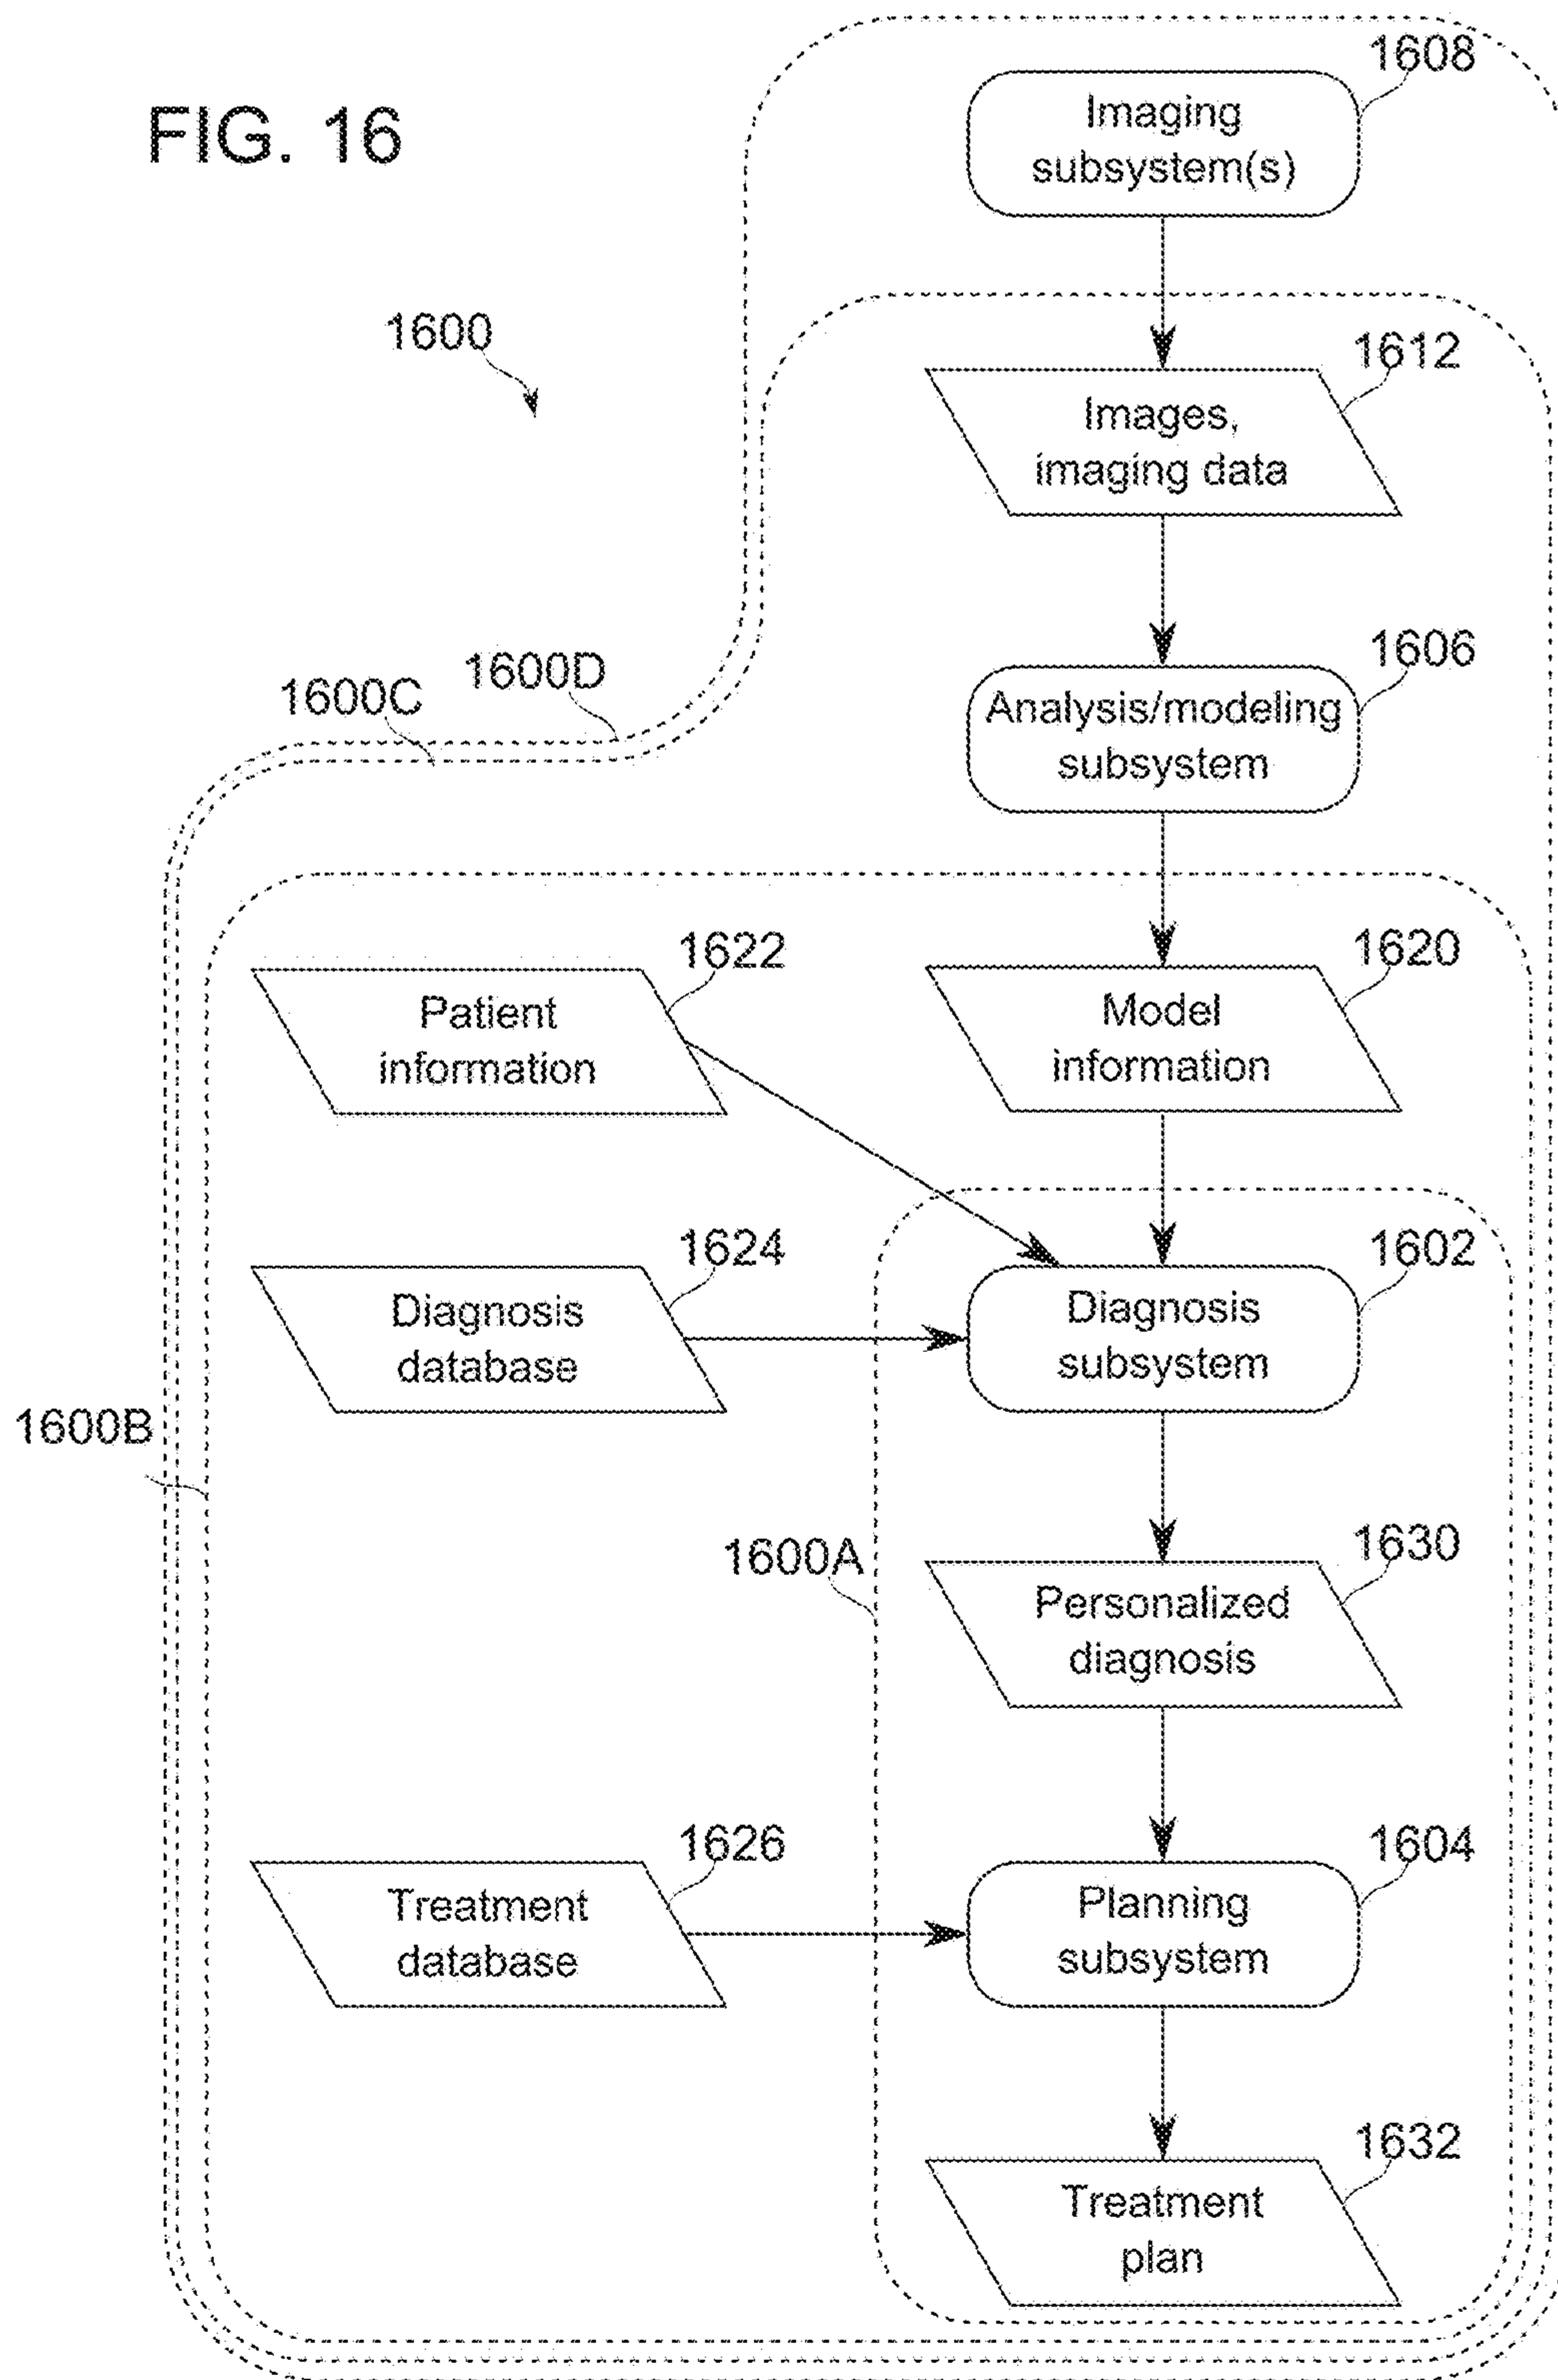 FIG. 16
1608
Imaging
subsystem(s)
1600
1612
Images,
imaging data
1606
Analysis/modeling
subsystem
1600D
1600C
1622
Patient
information
1620
Model
information
1624
Diagnosis
database
1602
Diagnosis
subsystem
1600B
1600A
1630
Personalized
diagnosis
1626
Treatment
database
1604
Planning
subsystem
1632
Treatment
plan